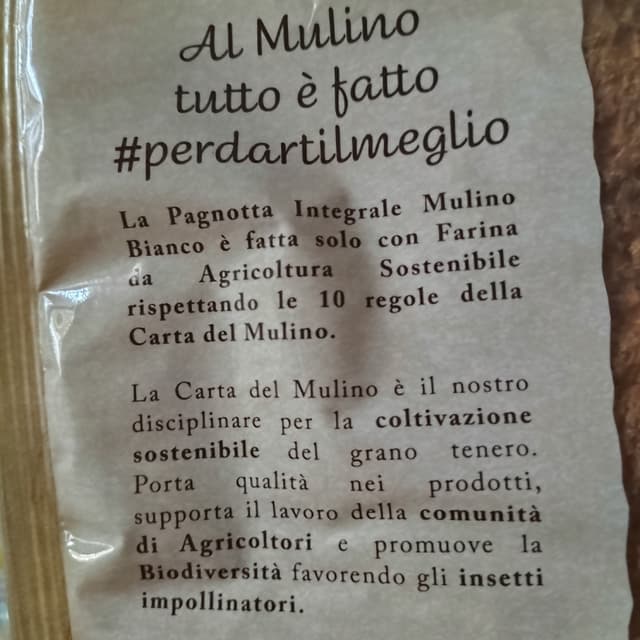 Al Mulino
tutto è fatto
#perdartilmeglio
La Pagnotta Integrale Mulino
Bianco è fatta solo con Farina
da Agricoltura Sostenibile
rispettando le 10 regole della
Carta del Mulino.
La Carta del Mulino è il nostro
disciplinare per la coltivazione
sostenibile del grano tenero.
Porta qualità nei prodotti,
supporta il lavoro della comunità
di Agricoltori e promuove la
Biodiversità favorendo gli insetti
impollinatori.